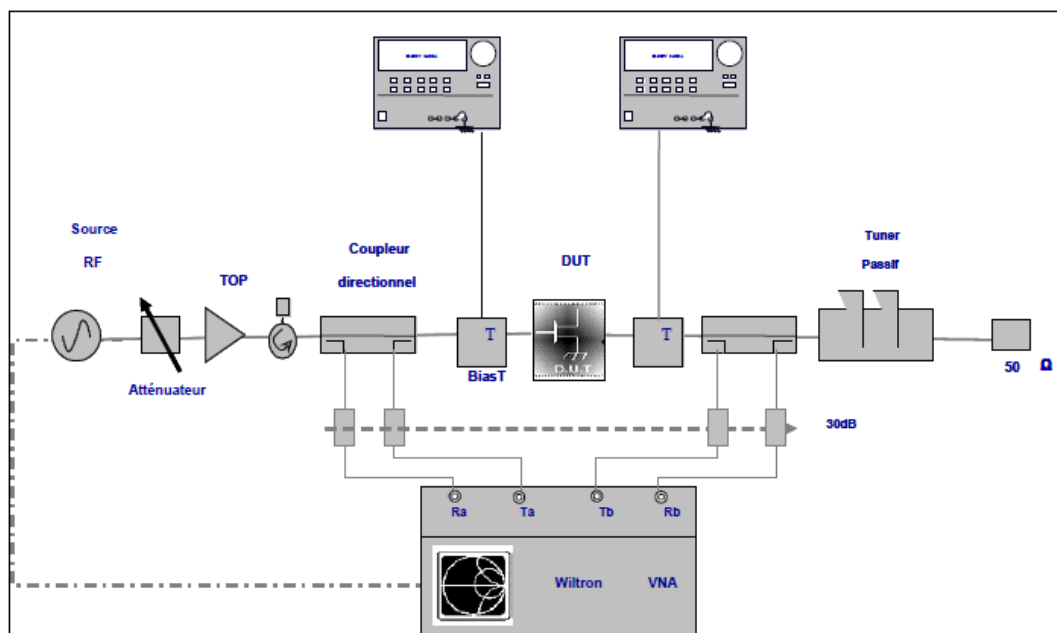 Source
RF
TOP
Coupleur
directionnel
DUT
Tuner
Passif
T
T
BiasT
D.U.T
50 Ω
Atténuateur
30dB
Ra
Ta
Tb
Rb
Wiltron
VNA